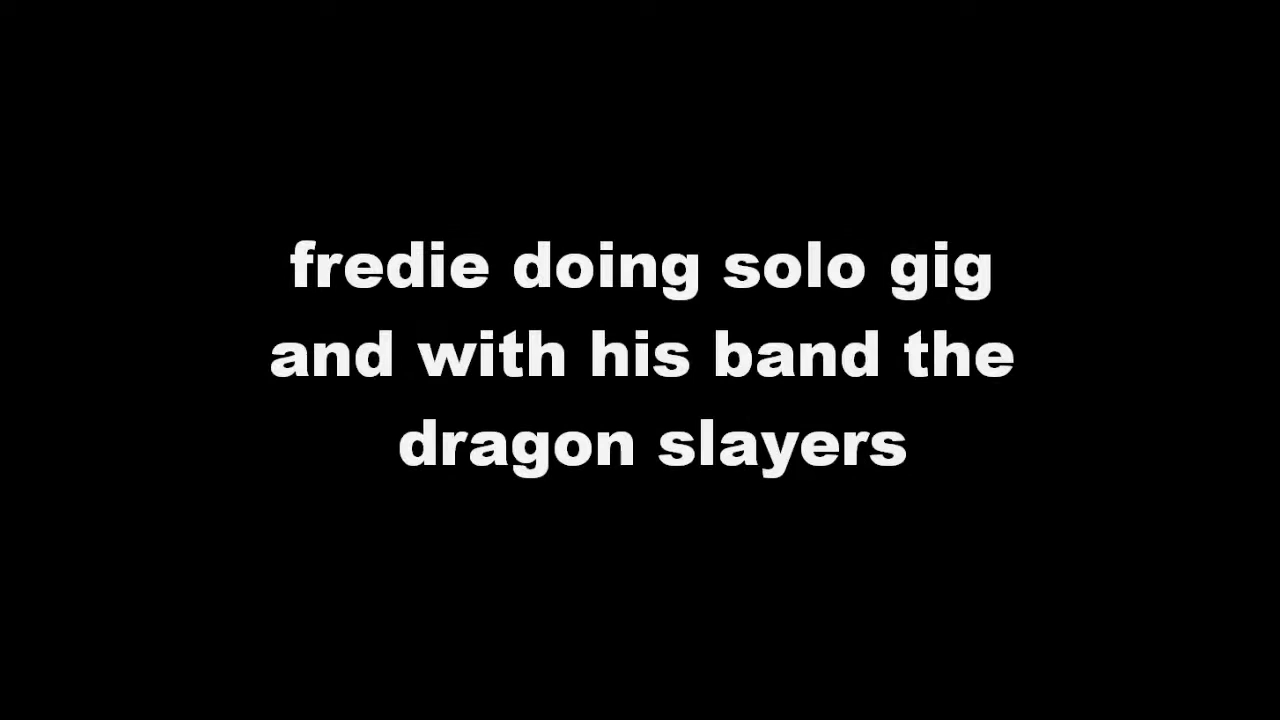 fredie doing solo gig
and with his band the
dragon slayers